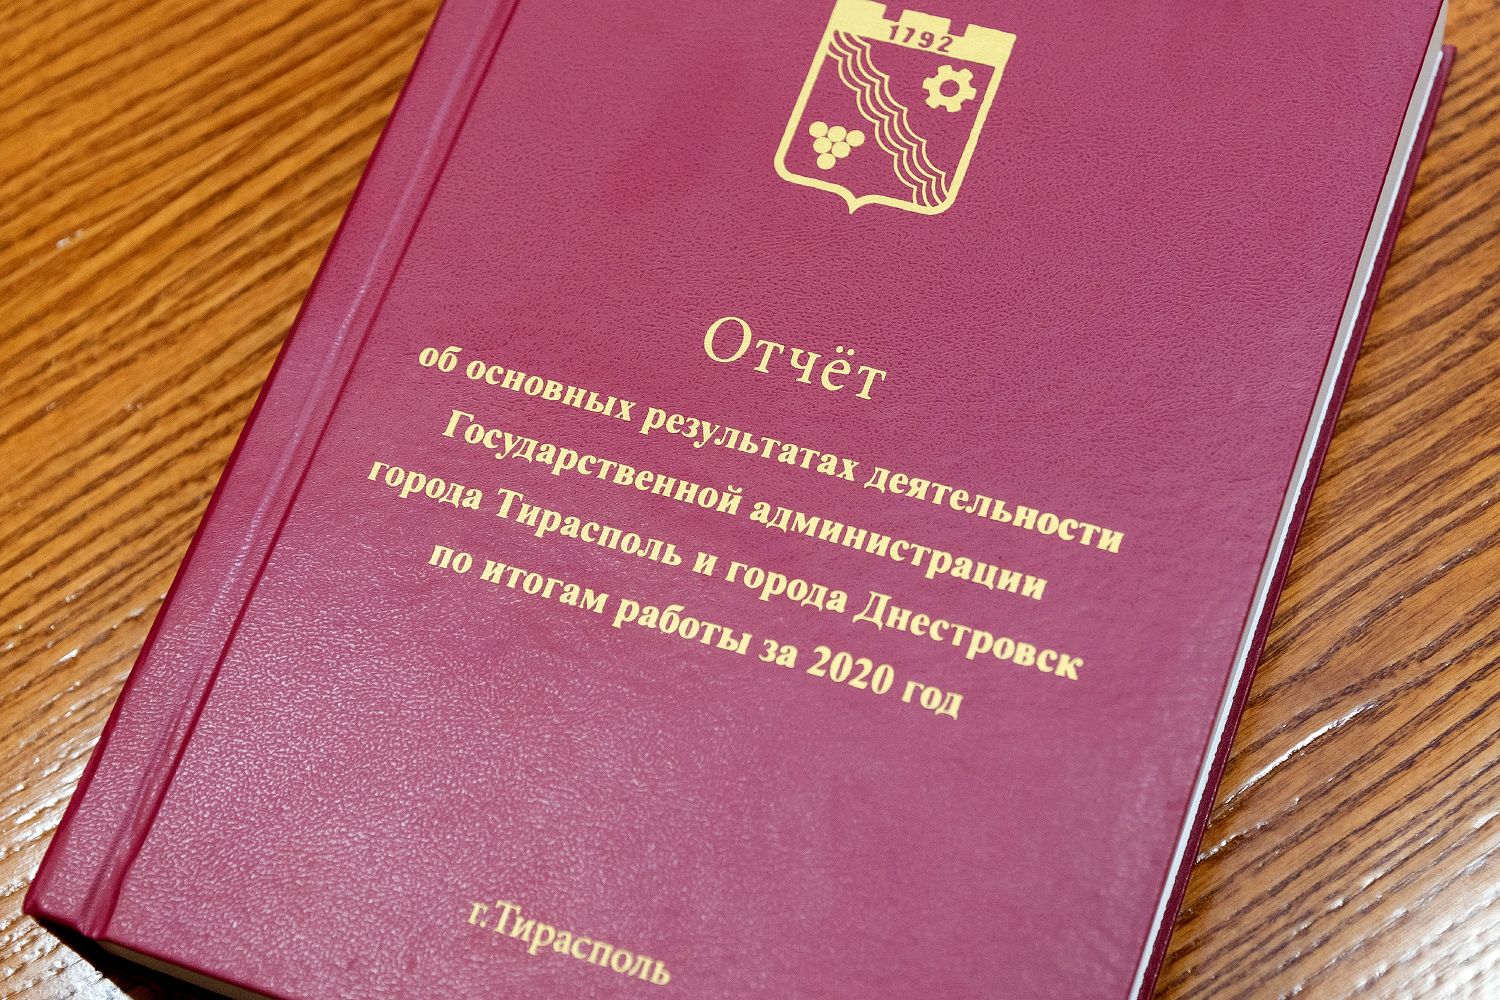 1792
Отчёт
об основных результатах деятельности
Государственной администрации
города Тирасполь и города Днестровск
по итогам работы за 2020 год
г.Тирасполь